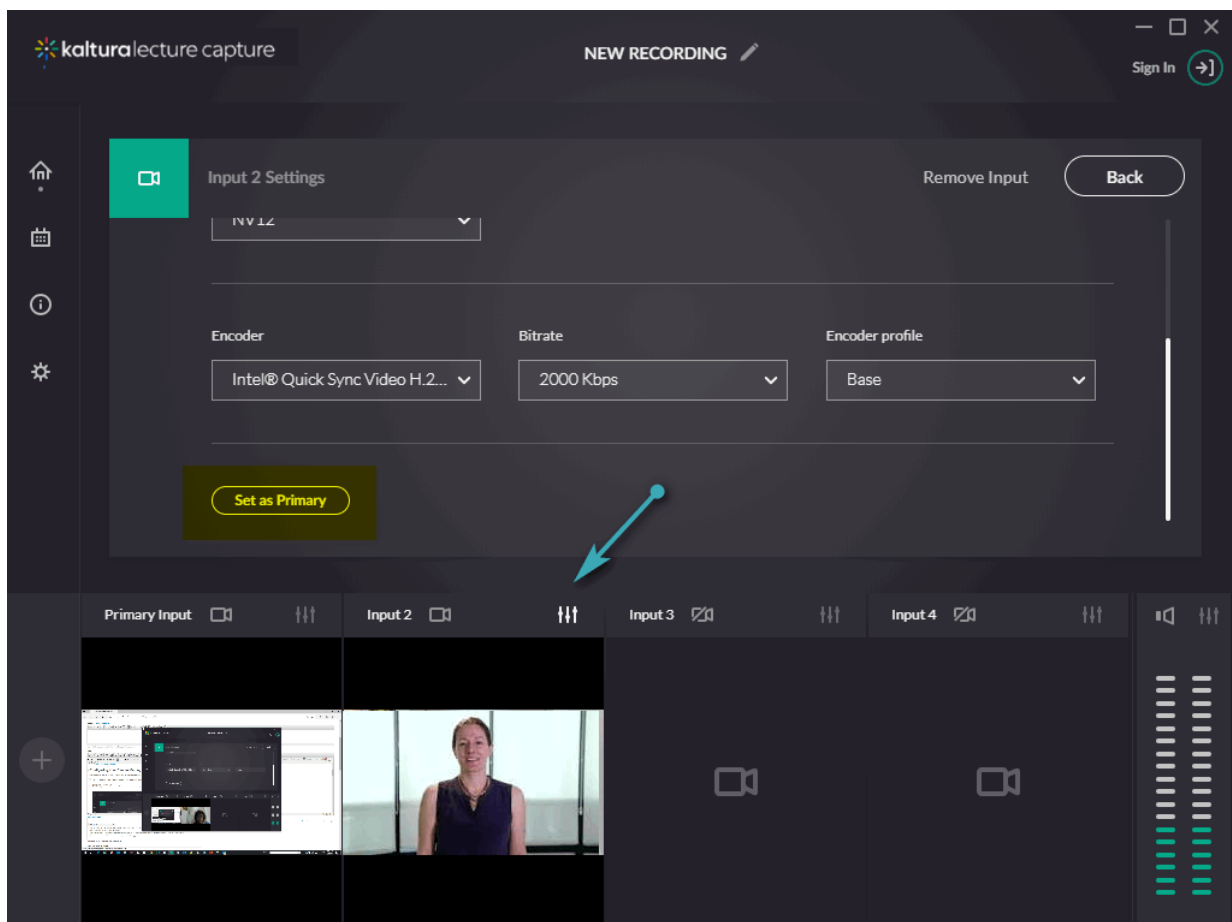 kalturalecture capture
NEW RECORDING
Sign In
Input 2 Settings
Remove Input
Back
NV12
Encoder
Bitrate
Encoder profile
Intel® Quick Sync Video H.2...
2000 Kbps
Base
Set as Primary
Primary Input
Input 2
Input 3
Input 4